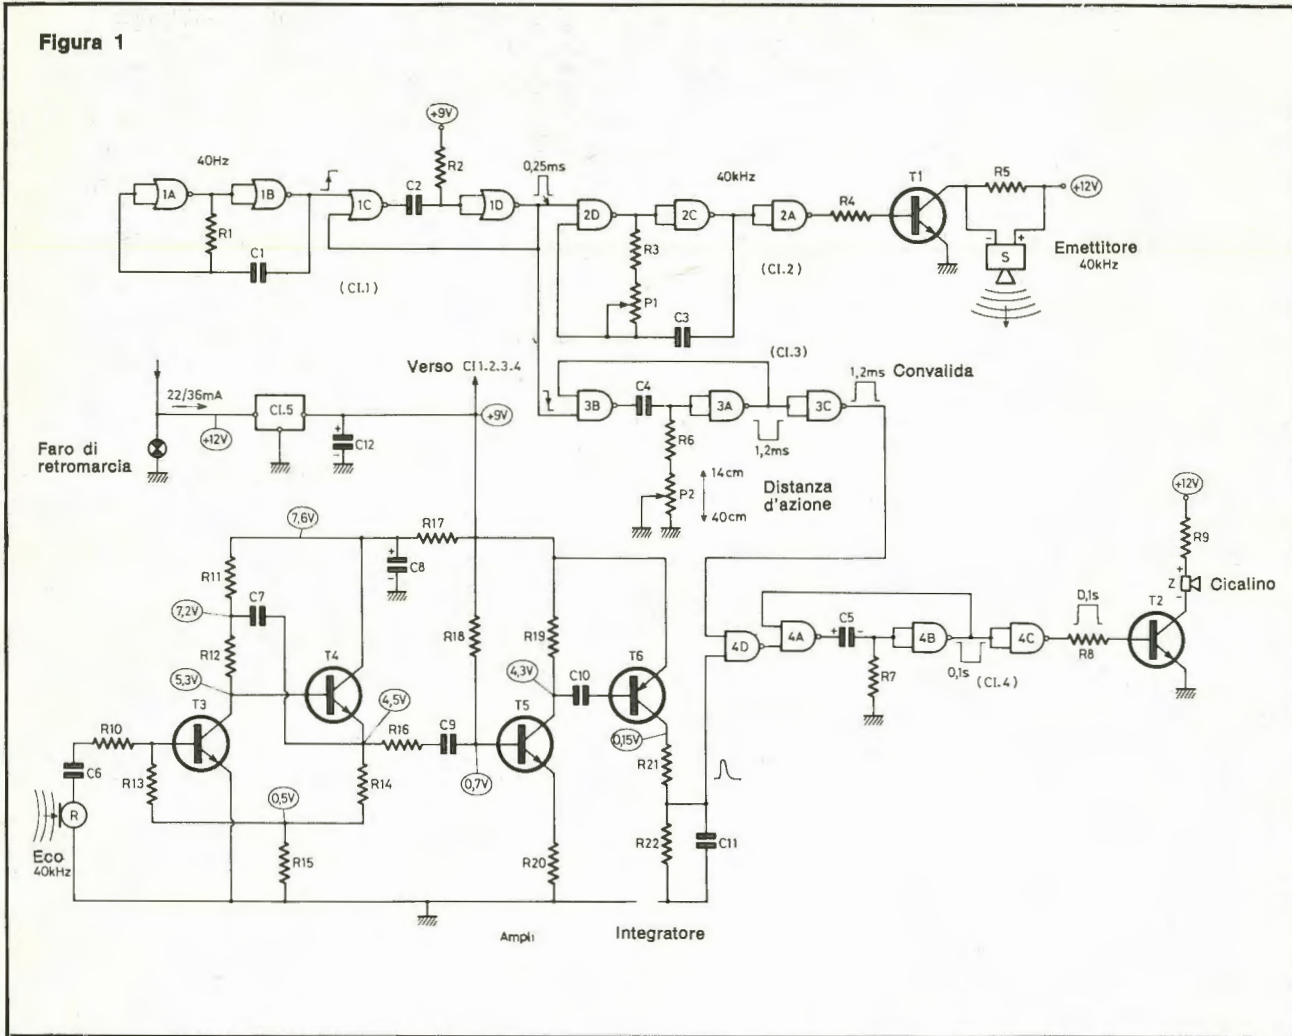 Figura 1
+9V
40Hz
R2
0,25ms
40kHz
T1
R5
+12V
1A
1B
1C
C2
1D
2D
2C
2A
R4
R1
C1
(CI.1)
R3
P1
C3
(CI.2)
- +
S
Emettitore
40kHz
Verso CI 1.2.3.4
(CI.3)
1,2ms
Convalida
22/36mA
CI.5
+12V
+
-
C12
+9V
3B
C4
3A
3C
1,2ms
R6
Faro di
retromarcia
14cm
P2
40cm
Distanza
d'azione
+12V
7,6V
R17
R9
R11
+
-
C8
+
Z
-
Cicalino
C7
7,2V
R18
R19
R12
T4
T6
4D
4A
+ C5 -
4B
4C
0,1s
R8
T2
5,3V
4,3V
C10
R7
0,1s
(CI.4)
T3
4,5V
R16
C9
T5
R10
0,15V
C6
R13
R14
0,7V
R21
R
0,5V
Eco
40kHz
R15
R20
R22
C11
Ampli
Integratore